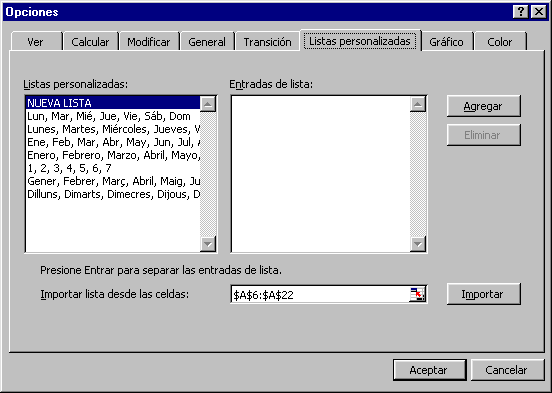 Opciones
Ver Calcular Modificar General Transición Listas personalizadas Gráfico Color
Listas personalizadas: Entradas de lista:
NUEVA LISTA
Lun, Mar, Mié, Jue, Vie, Sáb, Dom
Lunes, Martes, Miércoles, Jueves, V
Ene, Feb, Mar, Abr, May, Jun, Jul, A
Enero, Febrero, Marzo, Abril, Mayo,
1, 2, 3, 4, 5, 6, 7
Gener, Febrer, Març, Abril, Maig, Ju
Dilluns, Dimarts, Dimecres, Dijous, D
Agregar
Eliminar
Presione Entrar para separar las entradas de lista.
Importar lista desde las celdas: $A$6:$A$22 Importar
Aceptar Cancelar